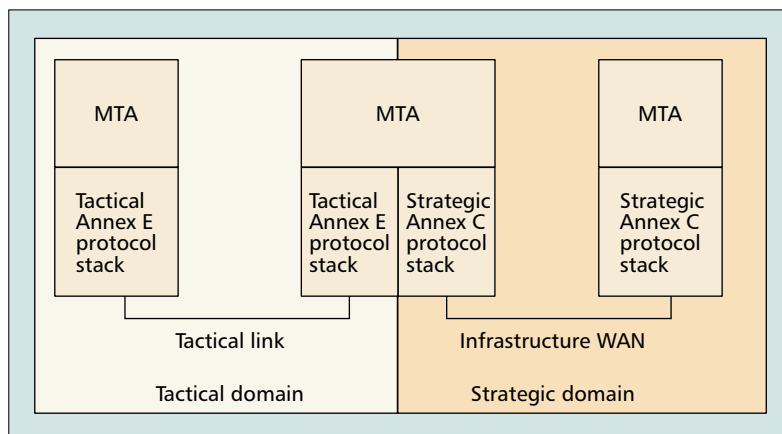 MTA
MTA
MTA
Tactical
Annex E
protocol
stack
Tactical
Annex E
protocol
stack
Strategic
Annex C
protocol
stack
Strategic
Annex C
protocol
stack
Tactical link
Infrastructure WAN
Tactical domain
Strategic domain